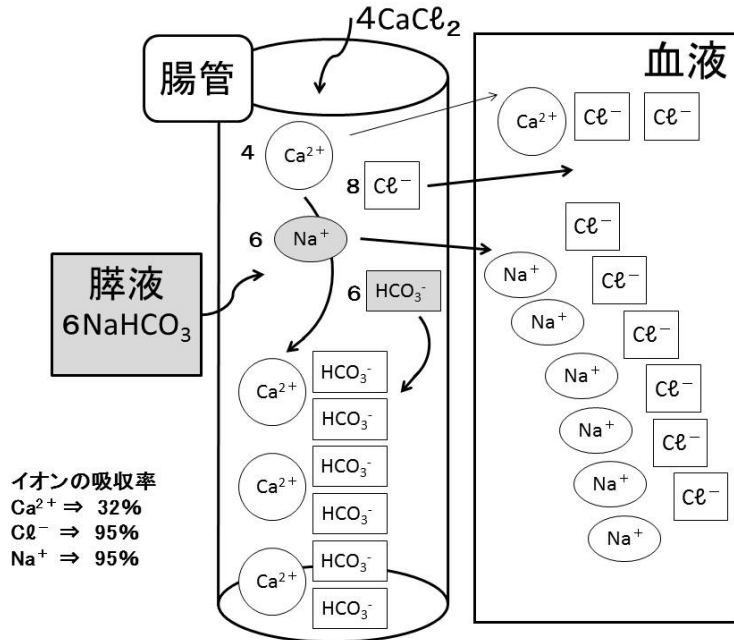 4CaCℓ₂
腸管
血液
4
Ca²⁺
Ca²⁺
Cℓ⁻
Cℓ⁻
8
Cℓ⁻
6
Na⁺
Cℓ⁻
膵液
6NaHCO₃
6
HCO₃⁻
Na⁺
Cℓ⁻
Na⁺
Cℓ⁻
Ca²⁺
HCO₃⁻
HCO₃⁻
Na⁺
Cℓ⁻
Na⁺
Cℓ⁻
Ca²⁺
HCO₃⁻
HCO₃⁻
Na⁺
Cℓ⁻
Na⁺
Ca²⁺
HCO₃⁻
HCO₃⁻
イオンの吸収率
Ca²⁺ ⇒ 32%
Cℓ⁻ ⇒ 95%
Na⁺ ⇒ 95%